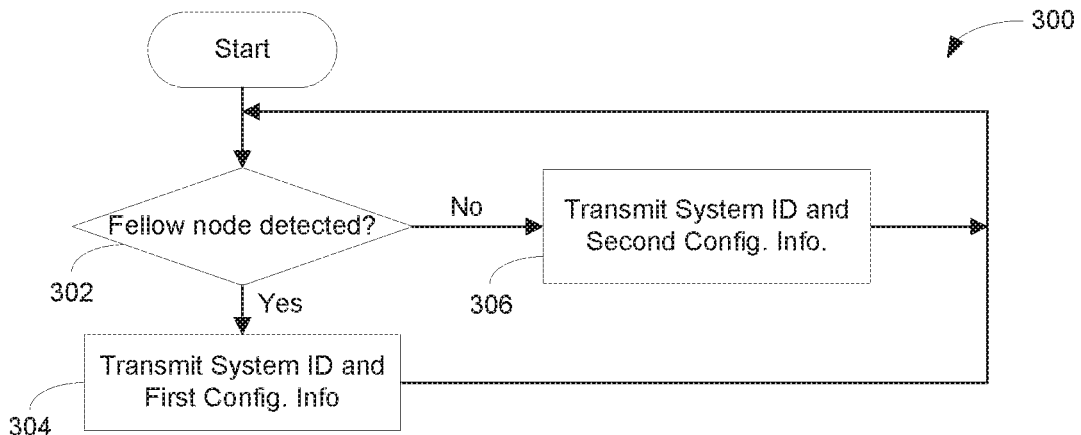 300
Start
Fellow node detected?
No
Transmit System ID and
Second Config. Info.
302
306
Yes
Transmit System ID and
First Config. Info
304